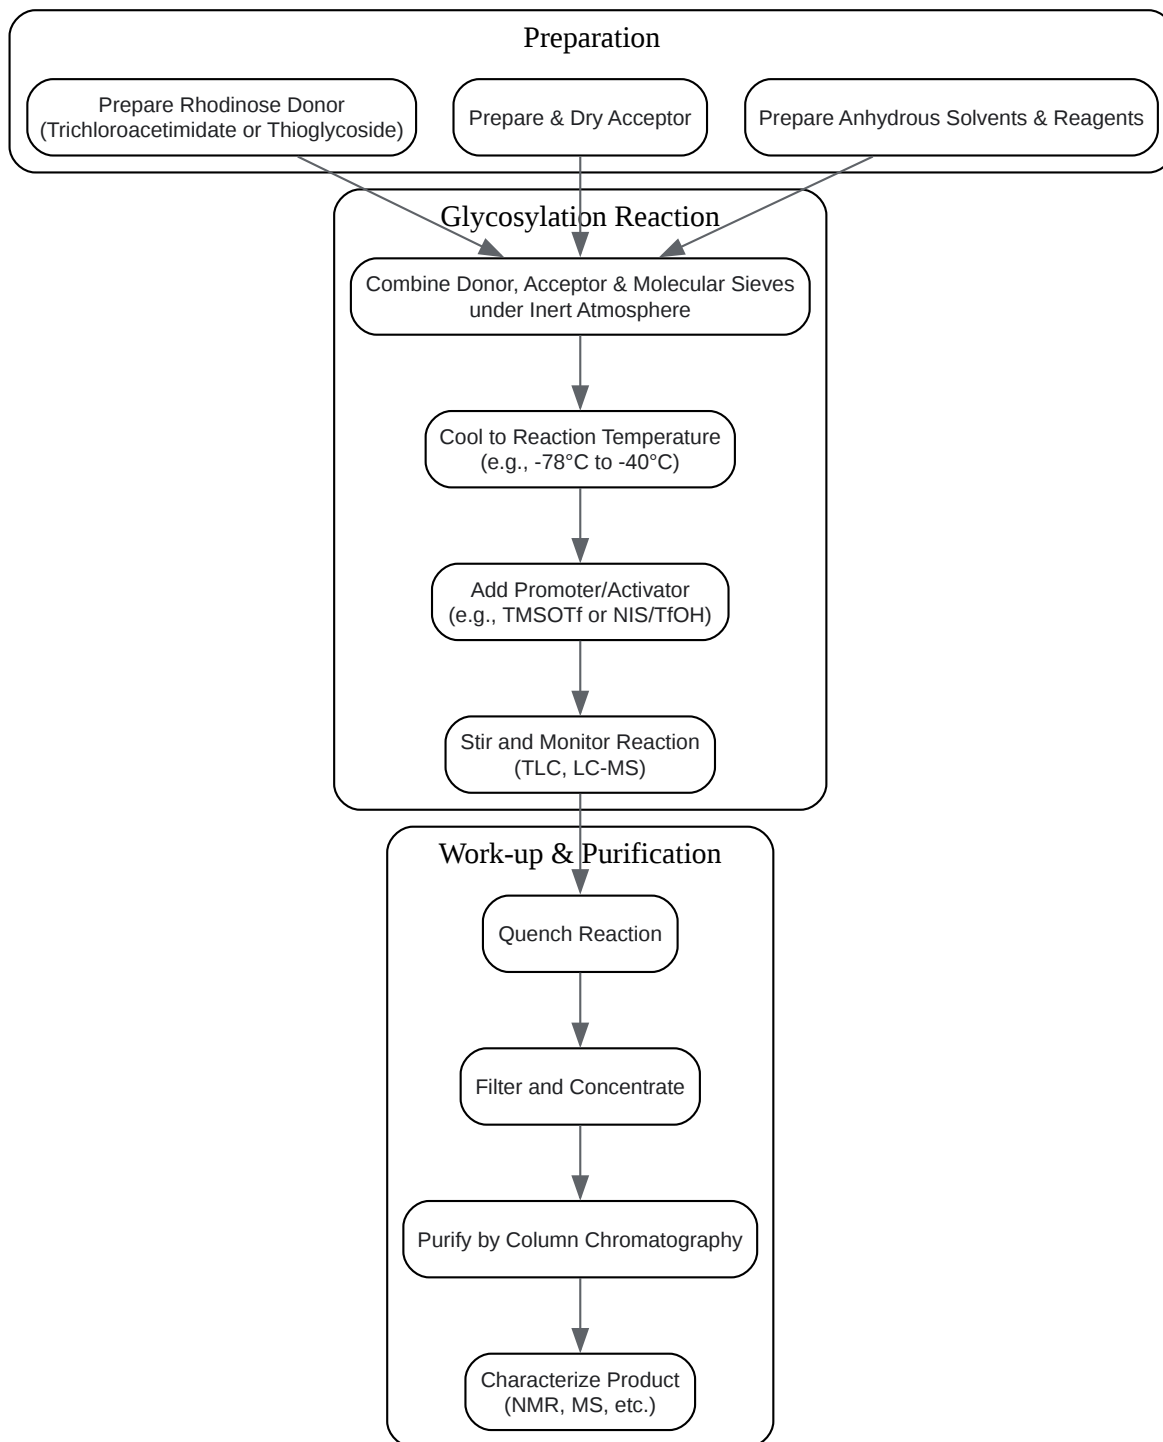 Preparation
Prepare Rhodinose Donor
(Trichloroacetimidate or Thioglycoside)
Prepare & Dry Acceptor
Prepare Anhydrous Solvents & Reagents
Glycosylation Reaction
Combine Donor, Acceptor & Molecular Sieves
under Inert Atmosphere
Cool to Reaction Temperature
(e.g., -78°C to -40°C)
Add Promoter/Activator
(e.g., TMSOTf or NIS/TfOH)
Stir and Monitor Reaction
(TLC, LC-MS)
Work-up & Purification
Quench Reaction
Filter and Concentrate
Purify by Column Chromatography
Characterize Product
(NMR, MS, etc.)